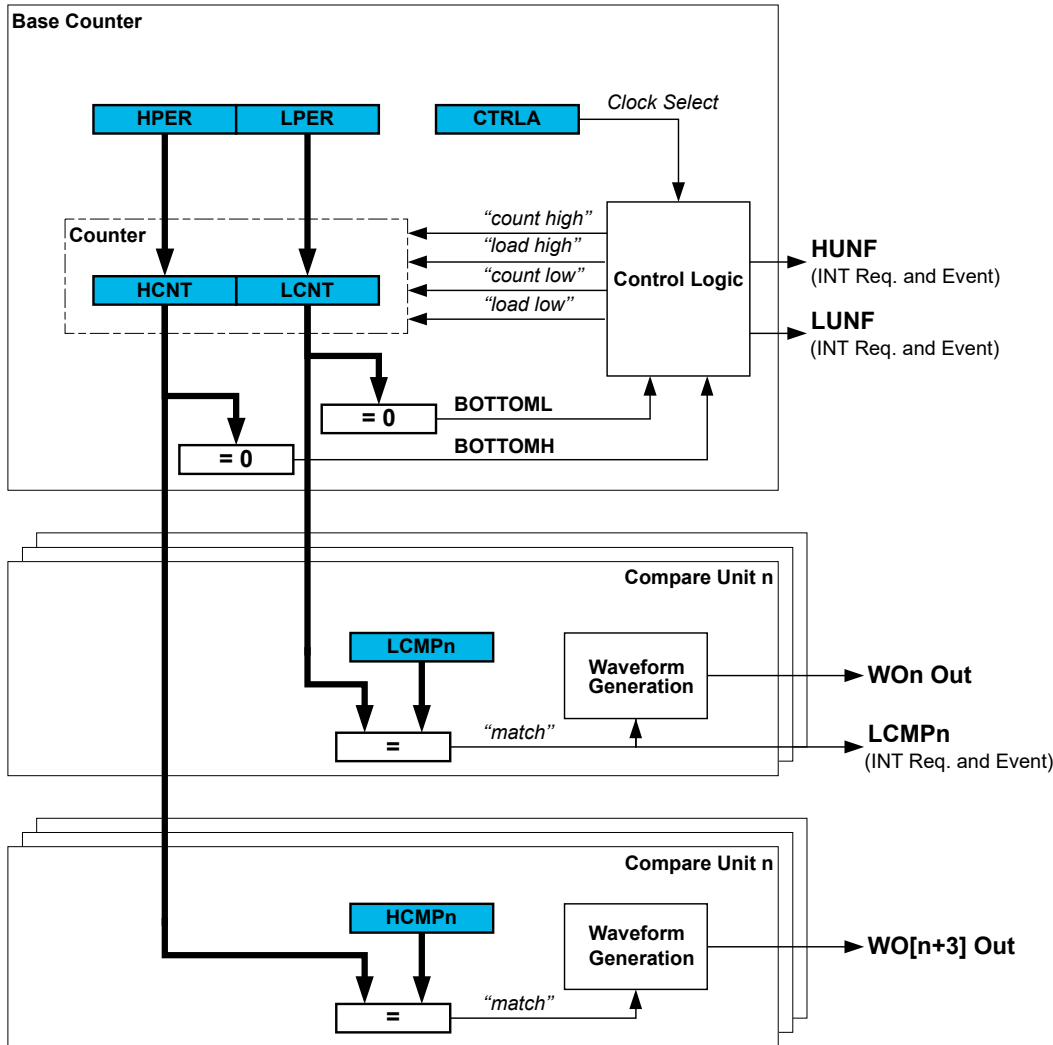 Base Counter
HPER LPER CTRLA Clock Select
“count high”
Counter
“load high”
HUNF
(INT Req. and Event)
“count low”
Control Logic
HCNT LCNT
“load low”
LUNF
(INT Req. and Event)
= 0 BOTTOML
= 0 BOTTOMH
Compare Unit n
LCMPn
Waveform
Generation
WOn Out
= “match”
LCMPn
(INT Req. and Event)
Compare Unit n
HCMPn
Waveform
Generation
WO[n+3] Out
= “match”